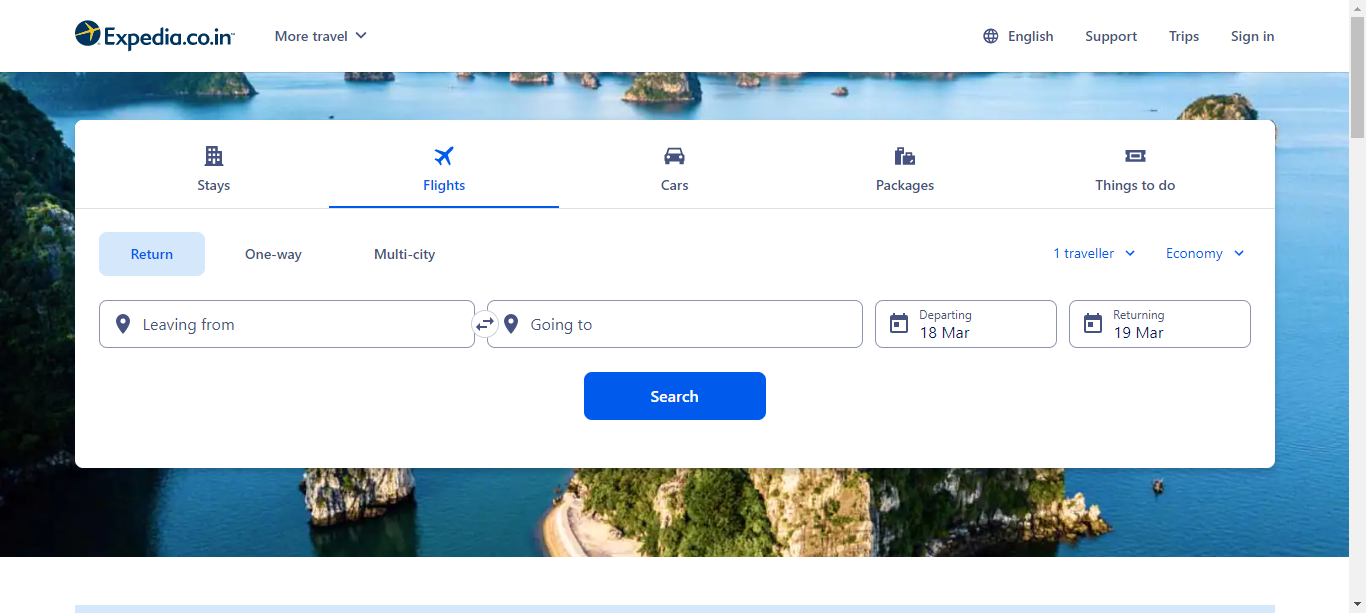 Expedia.co.in™
More travel
English
Support
Trips
Sign in
Stays
Flights
Cars
Packages
Things to do
Return
One-way
Multi-city
1 traveller
Economy
Leaving from
Going to
Departing
18 Mar
Returning
19 Mar
Search